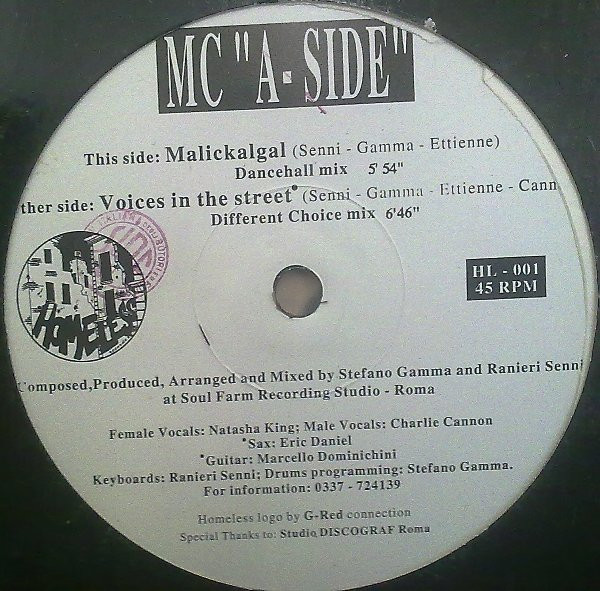 MC "A-SIDE"
This side: Malickalgal (Senni - Gamma - Ettienne)
Dancehall mix 5' 54"
ther side: Voices in the street* (Senni - Gamma - Ettienne - Cann
Different Choice mix 6'46"
HOMELESS
HL - 001
45 RPM
Composed,Produced, Arranged and Mixed by Stefano Gamma and Ranieri Senni
at Soul Farm Recording Studio - Roma
Female Vocals: Natasha King; Male Vocals: Charlie Cannon
*Sax: Eric Daniel
*Guitar: Marcello Dominichini
Keyboards: Ranieri Senni; Drums programming: Stefano Gamma.
For information: 0337 - 724139
Homeless logo by G-Red connection
Special Thanks to: Studio DISCOGRAF Roma